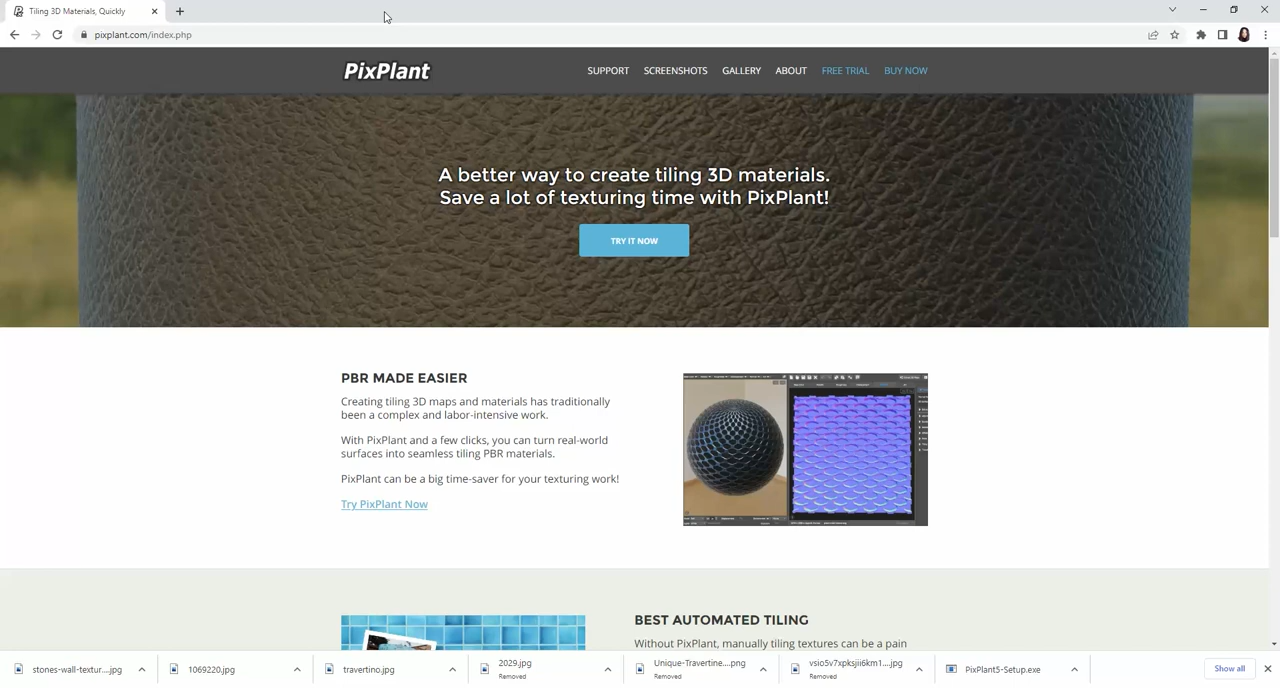 Tiling 3D Materials, Quickly
pixplant.com/index.php
PixPlant
SUPPORT SCREENSHOTS GALLERY ABOUT FREE TRIAL BUY NOW
A better way to create tiling 3D materials.
Save a lot of texturing time with PixPlant!
TRY IT NOW
PBR MADE EASIER
Creating tiling 3D maps and materials has traditionally
been a complex and labor-intensive work.
With PixPlant and a few clicks, you can turn real-world
surfaces into seamless tiling PBR materials.
PixPlant can be a big time-saver for your texturing work!
Try PixPlant Now
BEST AUTOMATED TILING
Without PixPlant, manually tiling textures can be a pain
stones-wall-textur....jpg
1069220.jpg
travertino.jpg
2029.jpg
Removed
Unique-Travertine....png
Removed
vsio5v7xpksjii6km1....jpg
Removed
PixPlant5-Setup.exe
Show all